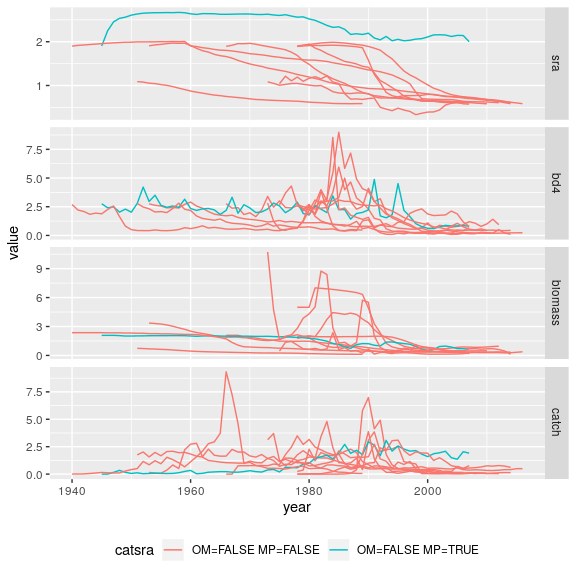 2
1
sra
7.5
5.0
2.5
0.0
bd4
value
9
6
3
0
biomass
7.5
5.0
2.5
0.0
catch
1940 1960 1980 2000
year
catsra OM=FALSE MP=FALSE OM=FALSE MP=TRUE